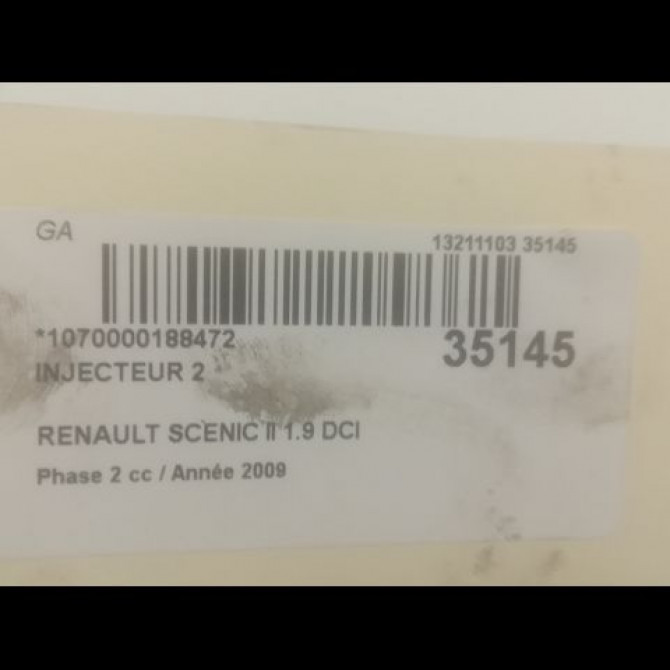 GA
13211103 35145
*1070000188472
35145
INJECTEUR 2
RENAULT SCENIC II 1.9 DCI
Phase 2 cc / Année 2009